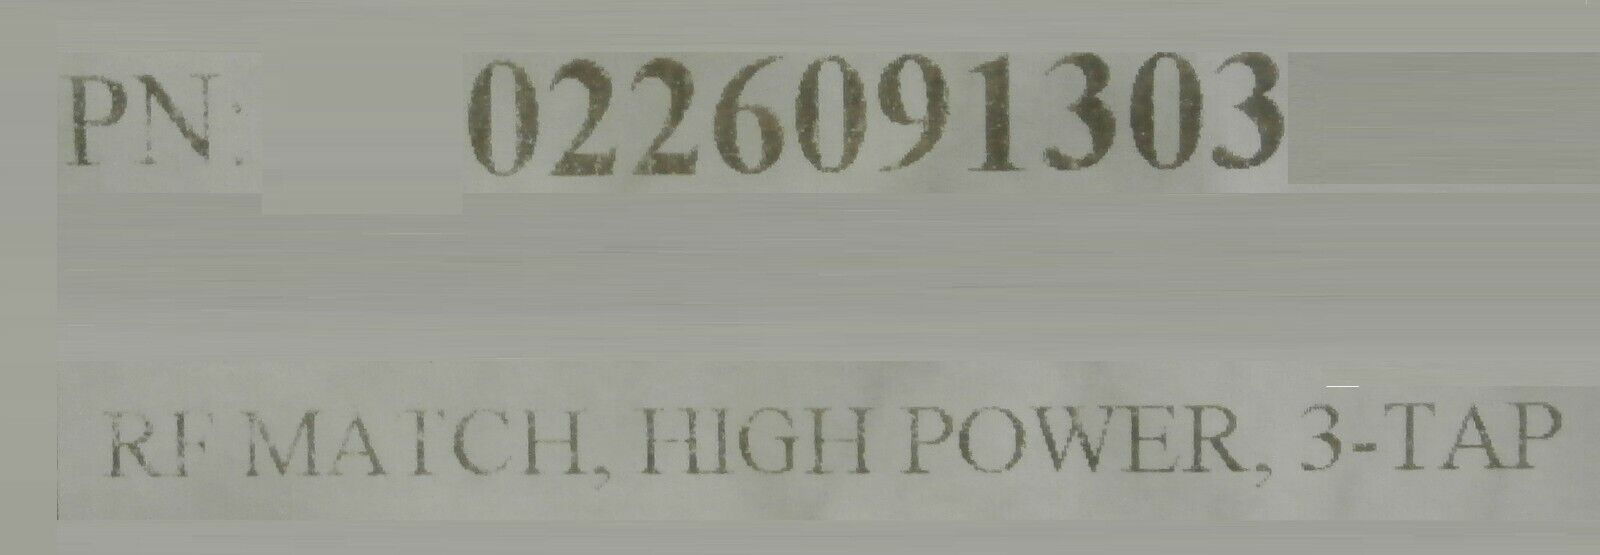 PN: 0226091303
RF MATCH, HIGH POWER, 3-TAP